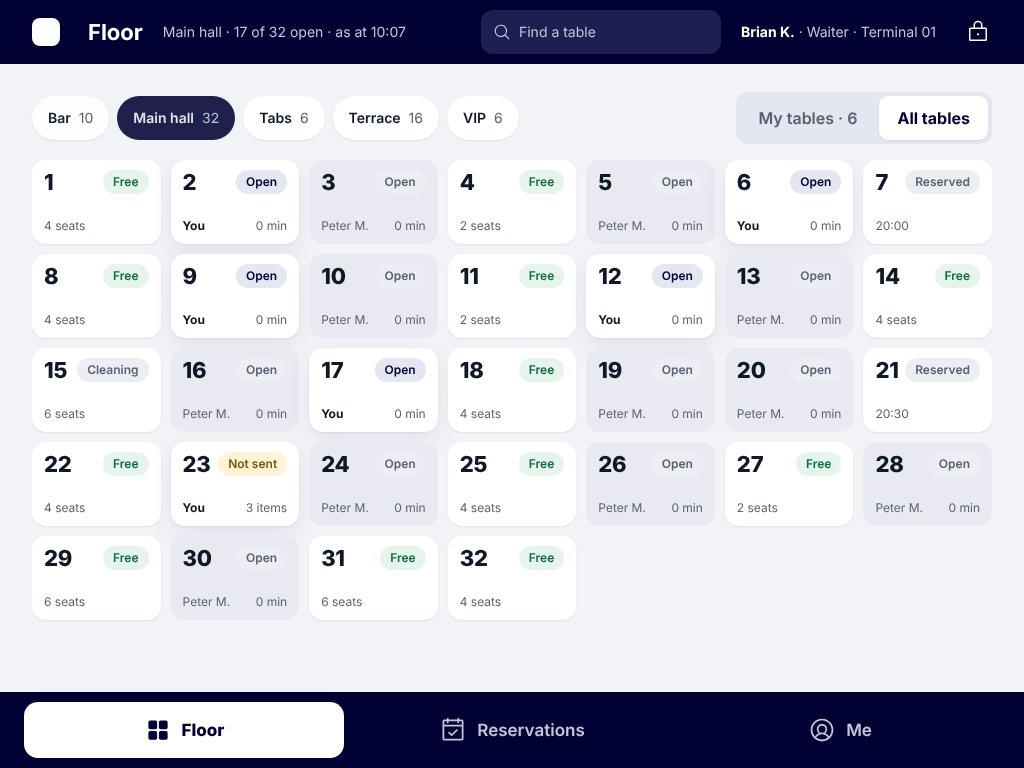 Floor Main hall · 17 of 32 open · as at 10:07 Find a table Brian K. · Waiter · Terminal 01
Bar 10 Main hall 32 Tabs 6 Terrace 16 VIP 6 My tables · 6 All tables
1 Free 2 Open 3 Open 4 Free 5 Open 6 Open 7 Reserved
4 seats You 0 min Peter M. 0 min 2 seats Peter M. 0 min You 0 min 20:00
8 Free 9 Open 10 Open 11 Free 12 Open 13 Open 14 Free
4 seats You 0 min Peter M. 0 min 2 seats You 0 min Peter M. 0 min 4 seats
15 Cleaning 16 Open 17 Open 18 Free 19 Open 20 Open 21 Reserved
6 seats Peter M. 0 min You 0 min 4 seats Peter M. 0 min Peter M. 0 min 20:30
22 Free 23 Not sent 24 Open 25 Free 26 Open 27 Free 28 Open
4 seats You 3 items Peter M. 0 min 4 seats Peter M. 0 min 2 seats Peter M. 0 min
29 Free 30 Open 31 Free 32 Free
6 seats Peter M. 0 min 6 seats 4 seats
Floor Reservations Me